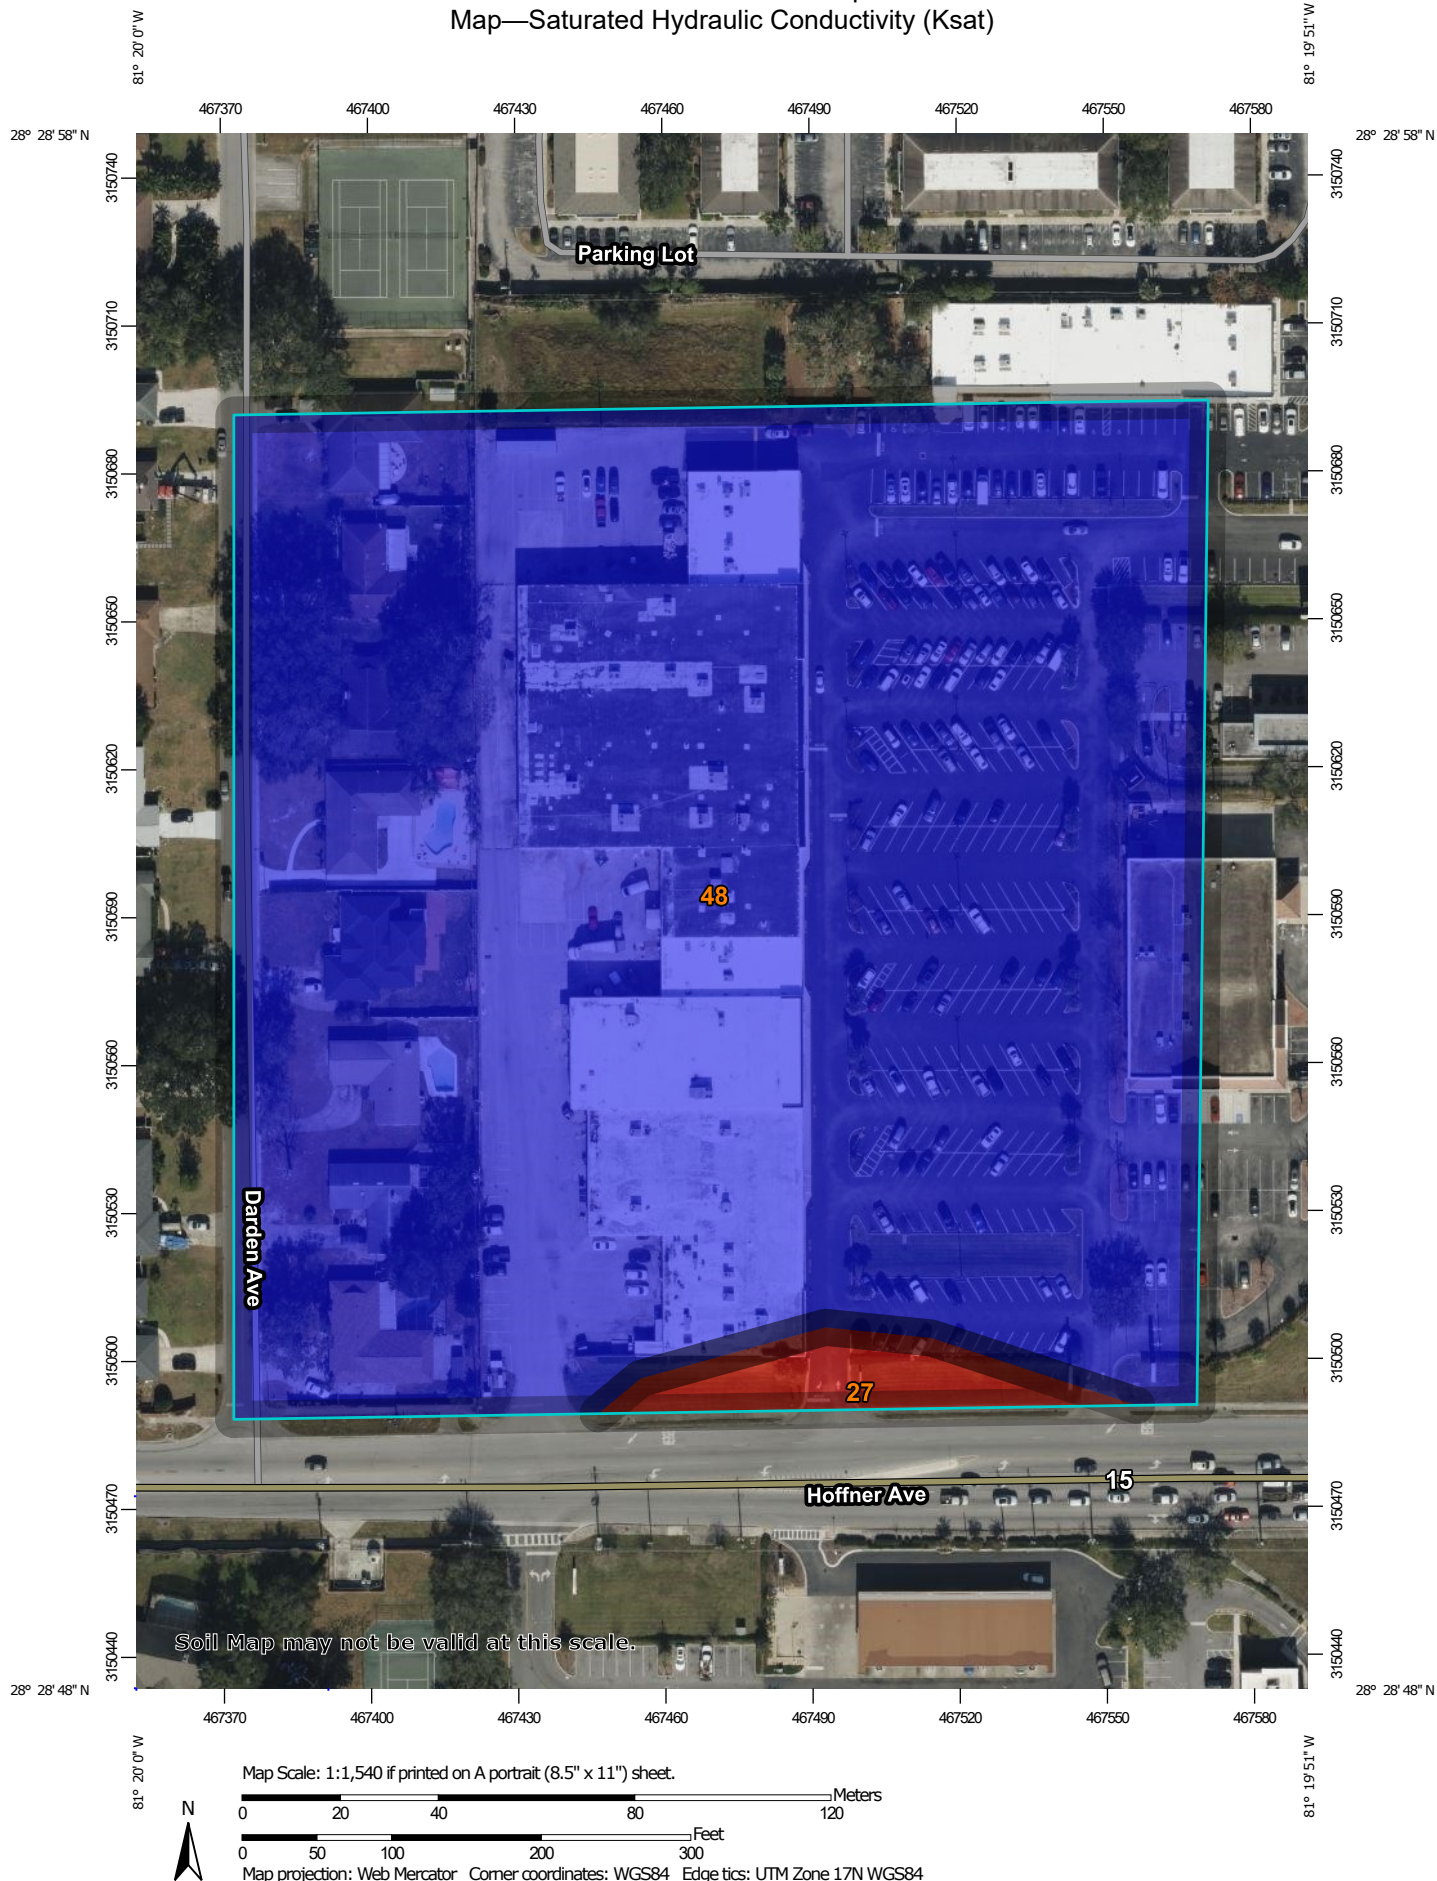 Map—Saturated Hydraulic Conductivity (Ksat)
81° 20' 0" W
81° 19' 51" W
467370 467400 467430 467460 467490 467520 467550 467580
28° 28' 58" N
28° 28' 58" N
3150740
3150740
Parking Lot
3150710
3150710
3150680
3150680
3150650
3150650
3150620
3150620
48
3150590
3150590
3150560
3150560
Darden Ave
3150530
3150530
3150500
3150500
27
15
Hoffner Ave
3150470
3150470
Soil Map may not be valid at this scale.
3150440
3150440
28° 28' 48" N
28° 28' 48" N
467370 467400 467430 467460 467490 467520 467550 467580
81° 20' 0" W
81° 19' 51" W
Map Scale: 1:1,540 if printed on A portrait (8.5" x 11") sheet.
Meters
0 20 40 80 120
N
Feet
0 50 100 200 300
Map projection: Web Mercator Corner coordinates: WGS84 Edge tics: UTM Zone 17N WGS84